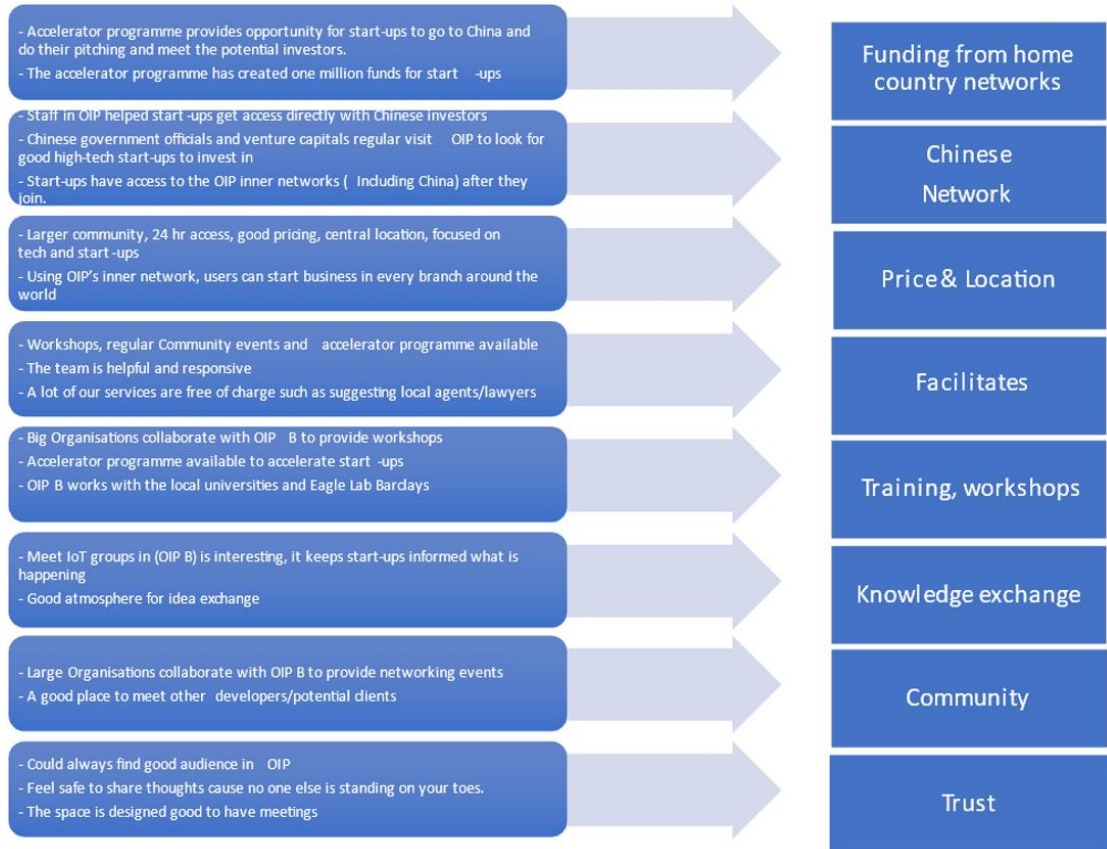 - Accelerator programme provides opportunity for start-ups to go to China and
do their pitching and meet the potential investors.
- The accelerator programme has created one million funds for start -ups
Funding from home
country networks
- Staff in OIP helped start -ups get access directly with Chinese investors
- Chinese government officials and venture capitals regular visit OIP to look for
good high-tech start-ups to invest in
- Start-ups have access to the OIP inner networks ( Including China) after they
join.
Chinese
Network
- Larger community, 24 hr access, good pricing, central location, focused on
tech and start -ups
- Using OIP's inner network, users can start business in every branch around the
world
Price & Location
- Workshops, regular Community events and accelerator programme available
- The team is helpful and responsive
- A lot of our services are free of charge such as suggesting local agents/lawyers
Facilitates
- Big Organisations collaborate with OIP B to provide workshops
- Accelerator programme available to accelerate start -ups
- OIP B works with the local universities and Eagle Lab Barclays
Training, workshops
- Meet IoT groups in (OIP B) is interesting, it keeps start-ups informed what is
happening
- Good atmosphere for idea exchange
Knowledge exchange
- Large Organisations collaborate with OIP B to provide networking events
- A good place to meet other developers/potential clients
Community
- Could always find good audience in OIP
- Feel safe to share thoughts cause no one else is standing on your toes.
- The space is designed good to have meetings
Trust